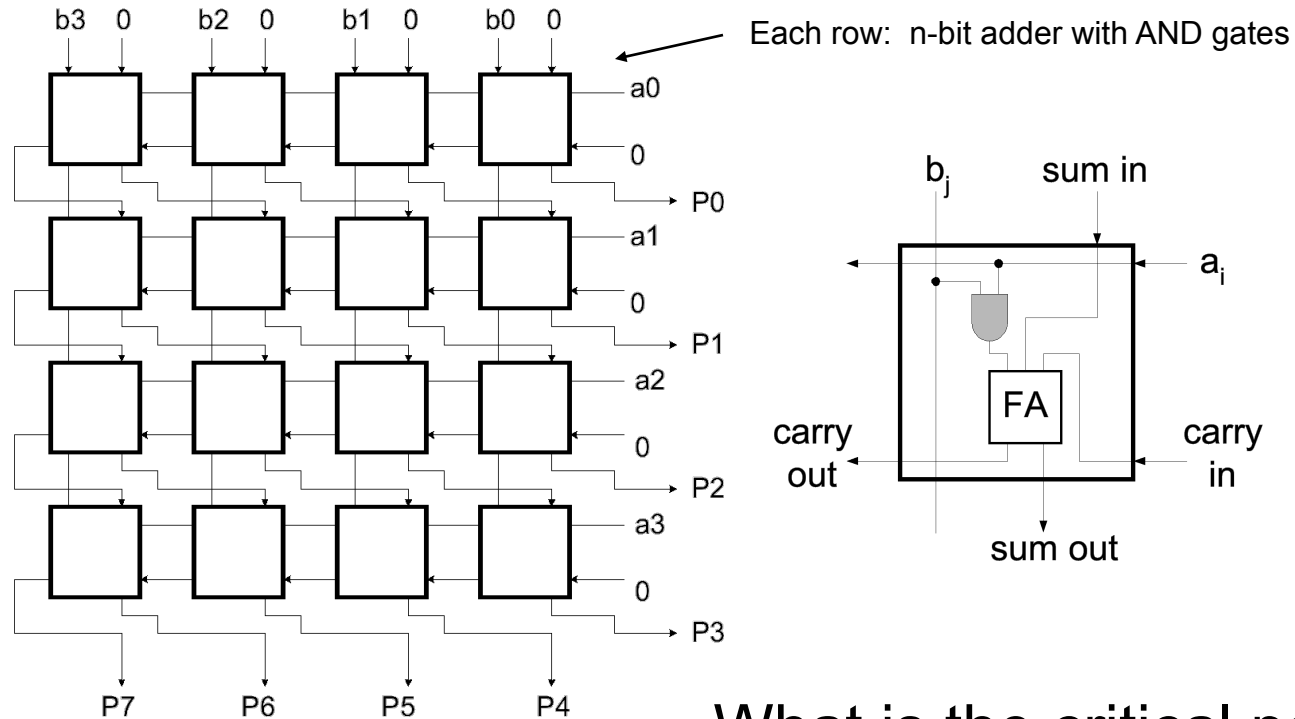 b3 0 b2 0 b1 0 b0 0
Each row: n-bit adder with AND gates
a0
0
P0
a1
0
P1
a2
0
P2
a3
0
P3
P7 P6 P5 P4
bj sum in
ai
FA
carry out
carry in
sum out
What is the critical